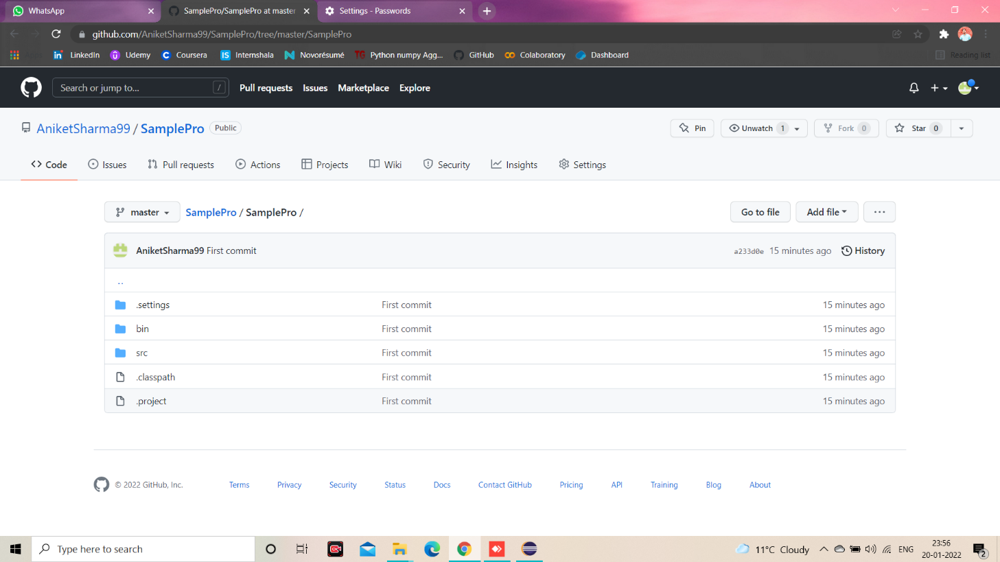 WhatsApp
SamplePro/SamplePro at master
Settings - Passwords
github.com/AniketSharma99/SamplePro/tree/master/SamplePro
LinkedIn Udemy Coursera Internshala Novorésumé Python numpy Agg... GitHub Colaboratory Dashboard Reading list
Search or jump to... / Pull requests Issues Marketplace Explore
AniketSharma99 / SamplePro Public Pin Unwatch 1 Fork 0 Star 0
Code Issues Pull requests Actions Projects Wiki Security Insights Settings
master SamplePro / SamplePro / Go to file Add file ...
AniketSharma99 First commit a233d0e 15 minutes ago History
..
.settings First commit 15 minutes ago
bin First commit 15 minutes ago
src First commit 15 minutes ago
.classpath First commit 15 minutes ago
.project First commit 15 minutes ago
© 2022 GitHub, Inc. Terms Privacy Security Status Docs Contact GitHub Pricing API Training Blog About
Type here to search 11°C Cloudy ENG 23:56
20-01-2022 2